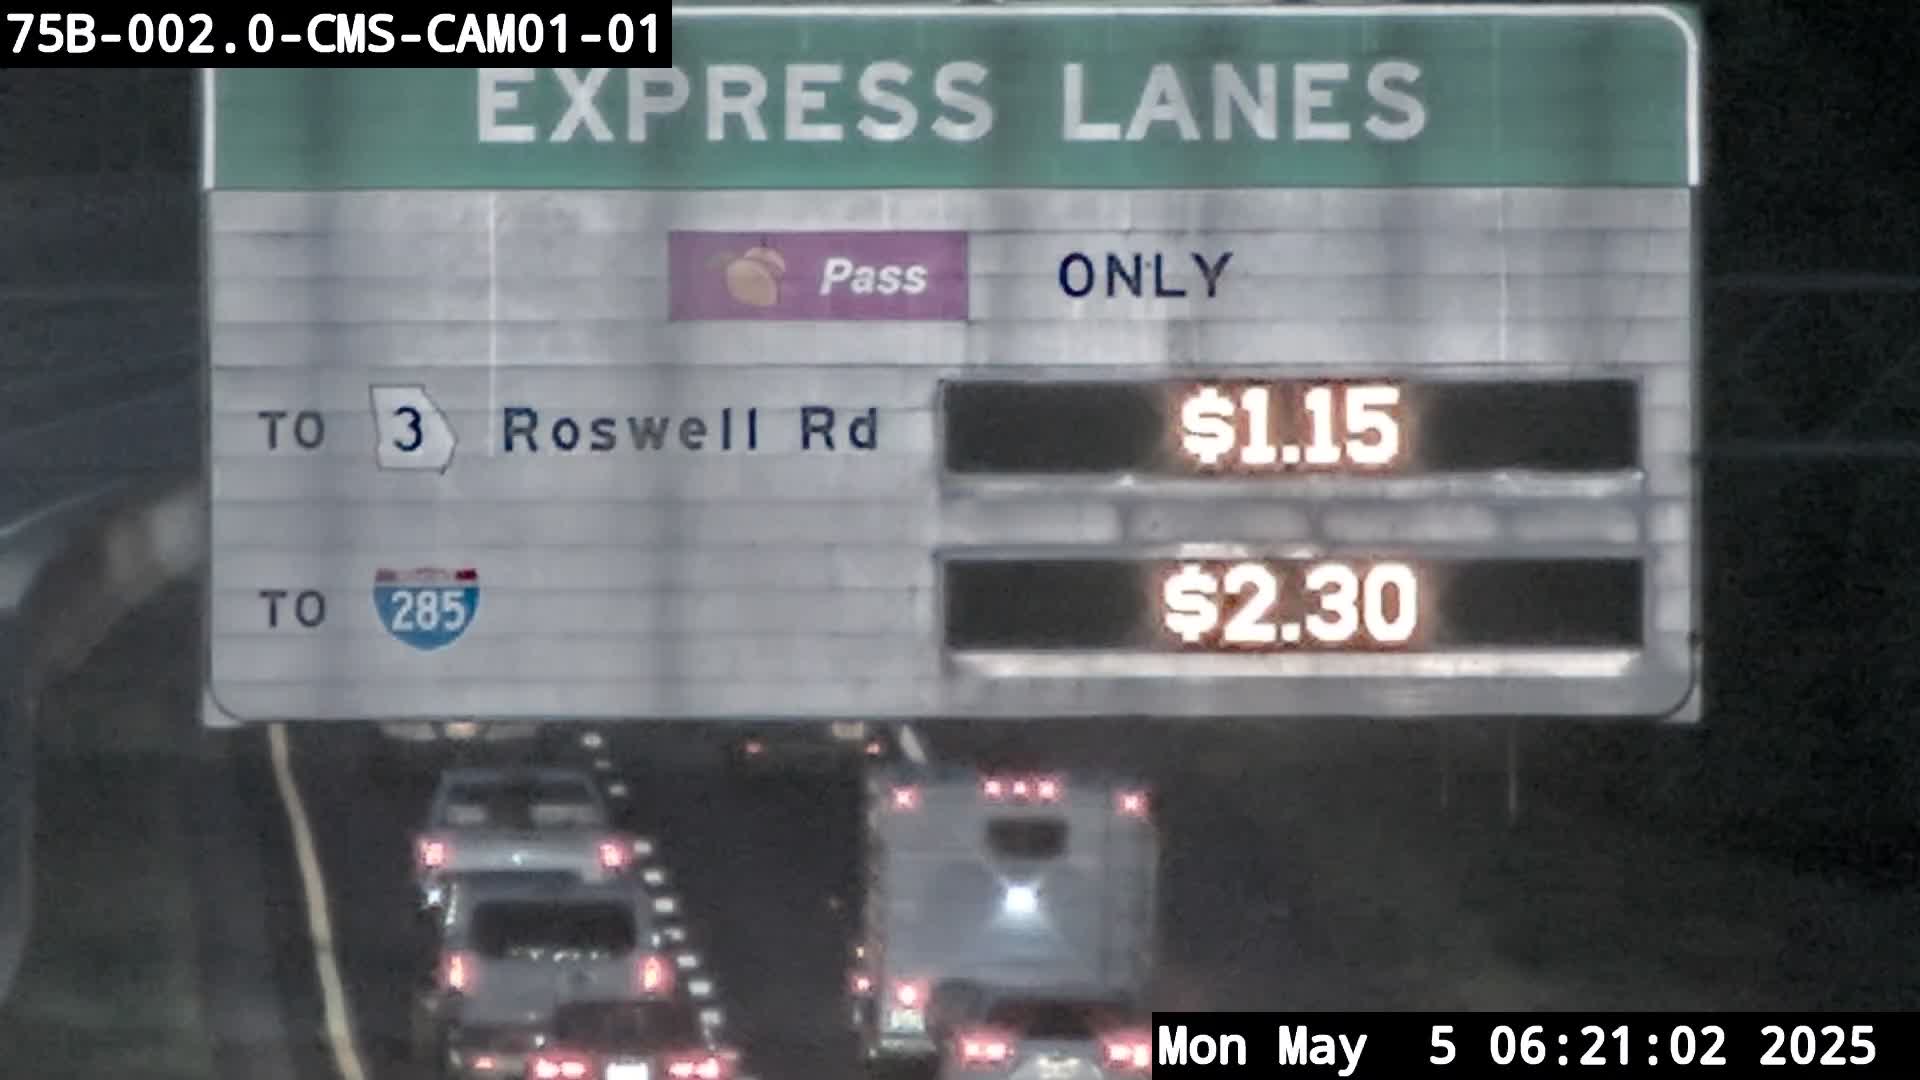 75B-002.0-CMS-CAM01-01
EXPRESS LANES
Pass ONLY
TO 3 Roswell Rd $1.15
TO 285 $2.30
Mon May 5 06:21:02 2025